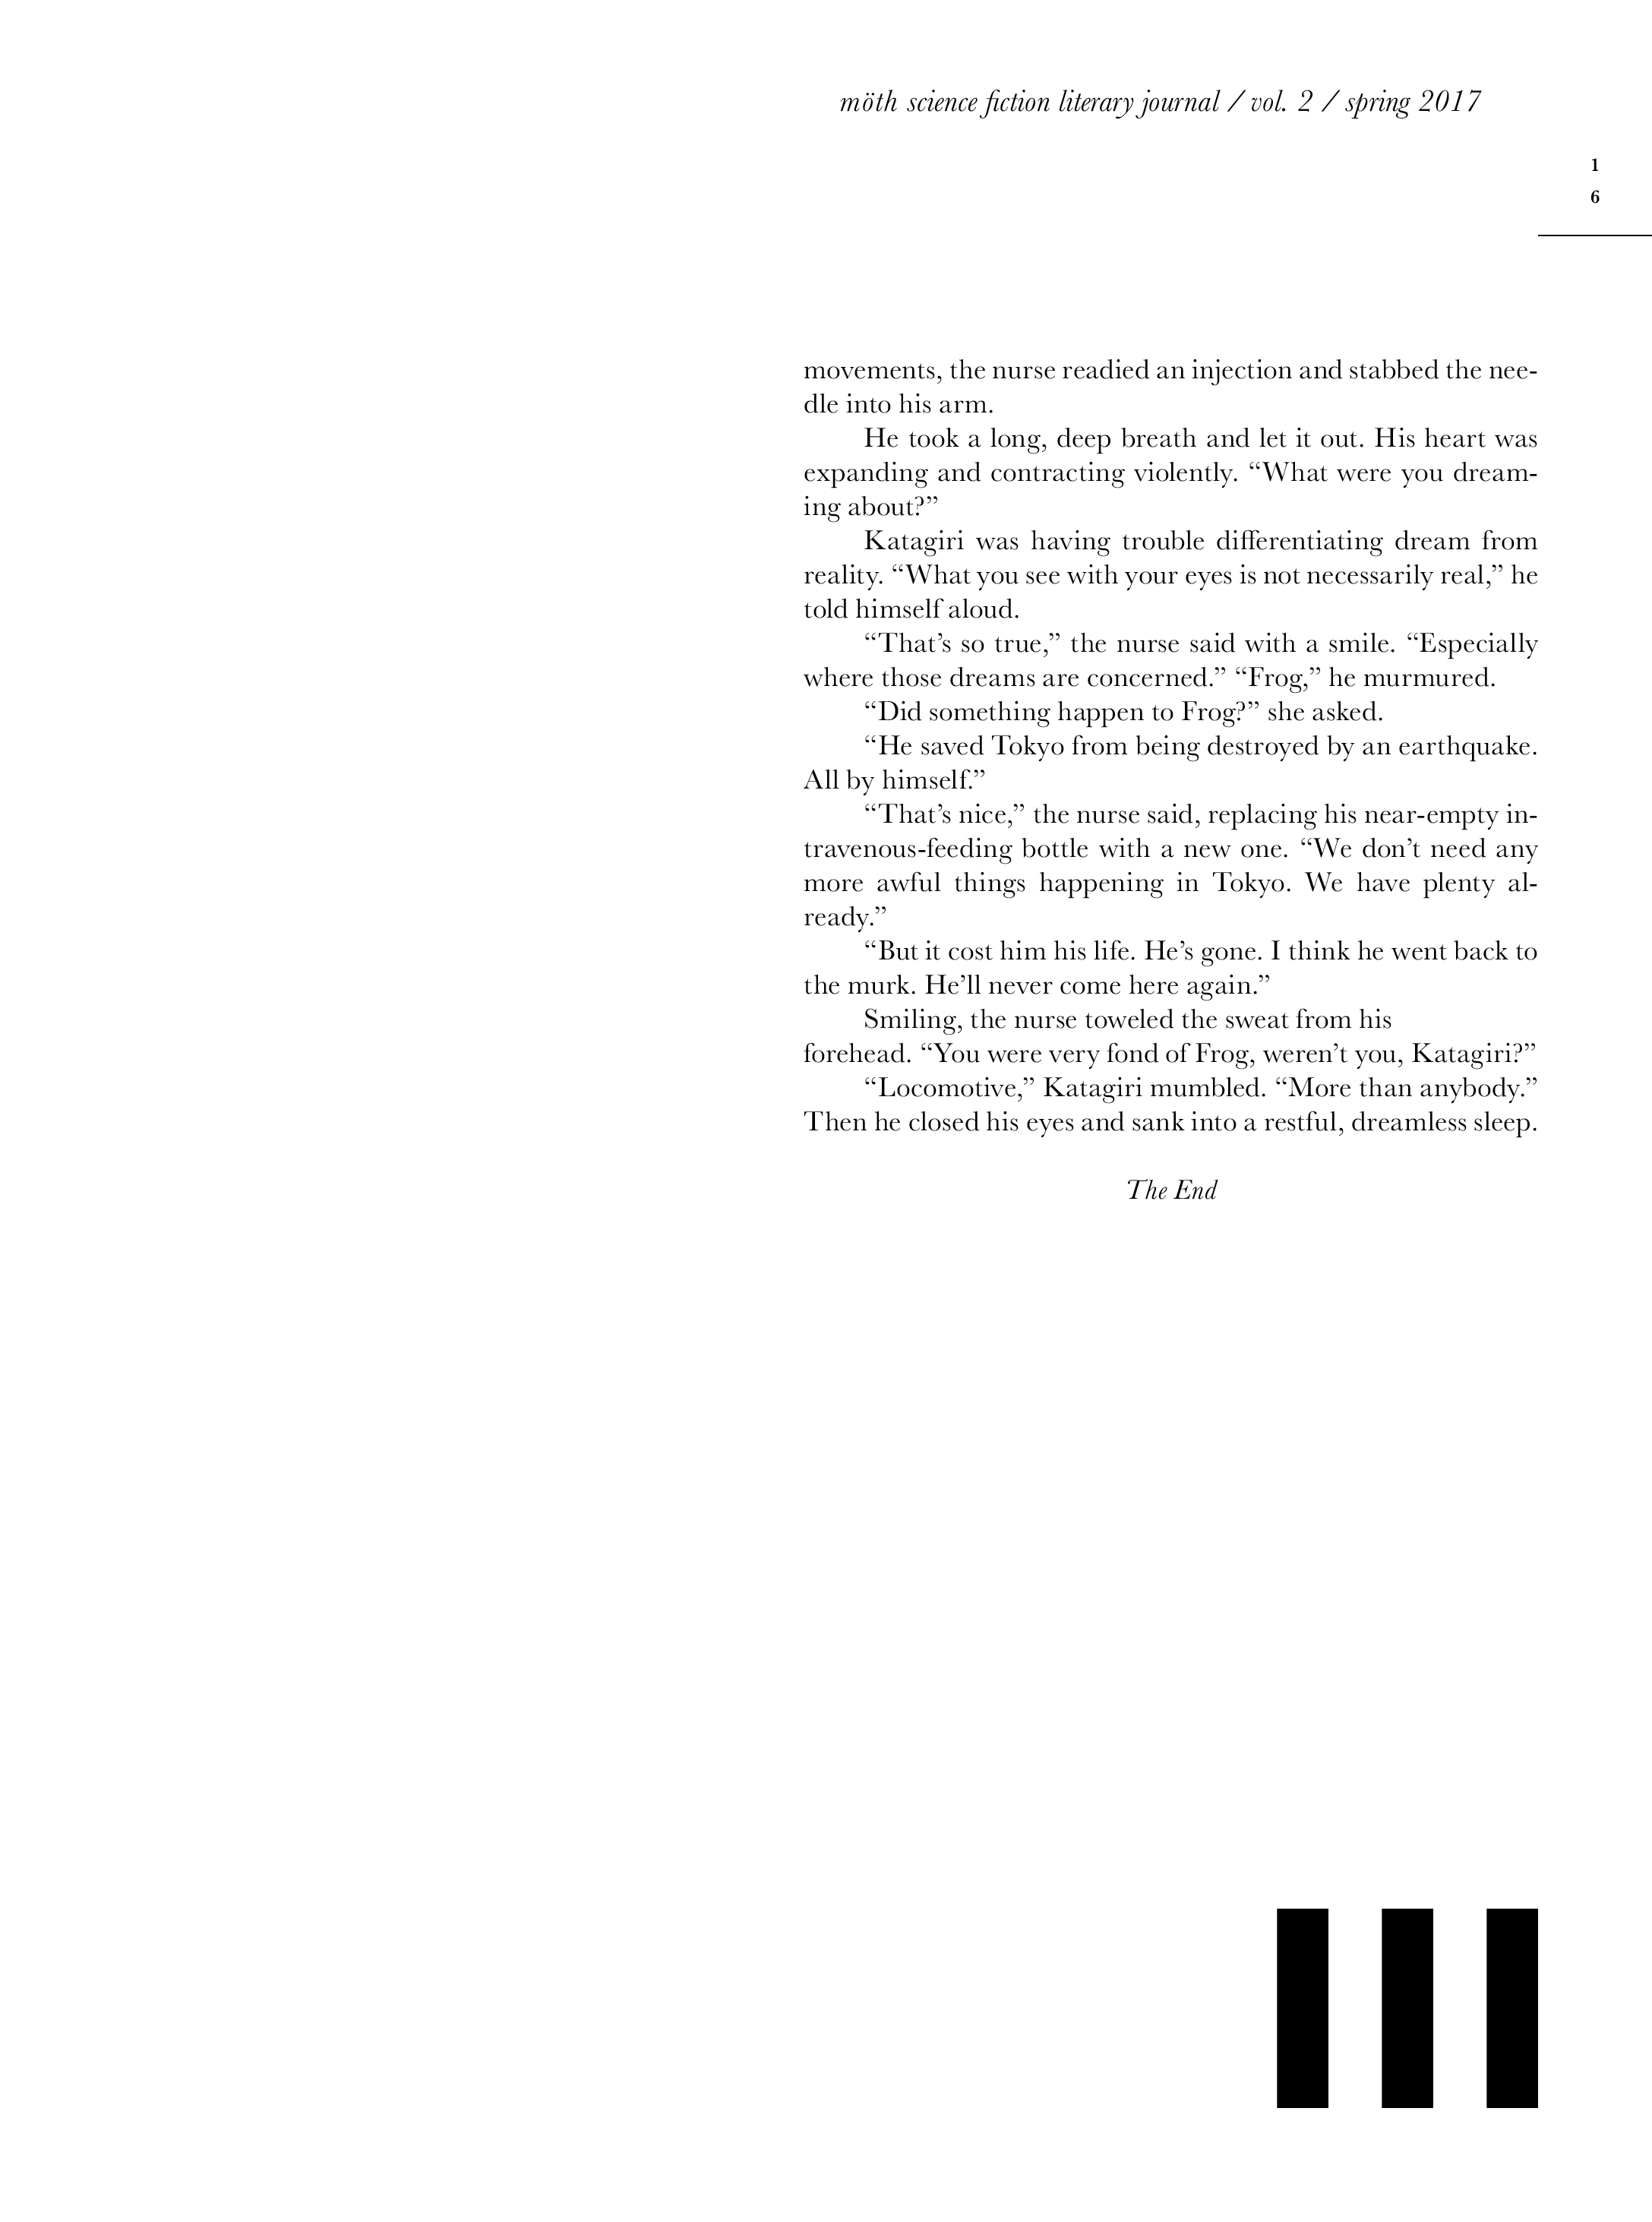 möth science fiction literary journal / vol. 2 / spring 2017
1
6
movements, the nurse readied an injection and stabbed the nee-
dle into his arm.
He took a long, deep breath and let it out. His heart was
expanding and contracting violently. “What were you dream-
ing about?”
Katagiri was having trouble differentiating dream from
reality. “What you see with your eyes is not necessarily real,” he
told himself aloud.
“That’s so true,” the nurse said with a smile. “Especially
where those dreams are concerned.” “Frog,” he murmured.
“Did something happen to Frog?” she asked.
“He saved Tokyo from being destroyed by an earthquake.
All by himself.”
“That’s nice,” the nurse said, replacing his near-empty in-
travenous-feeding bottle with a new one. “We don’t need any
more awful things happening in Tokyo. We have plenty al-
ready.”
“But it cost him his life. He’s gone. I think he went back to
the murk. He’ll never come here again.”
Smiling, the nurse toweled the sweat from his
forehead. “You were very fond of Frog, weren’t you, Katagiri?”
“Locomotive,” Katagiri mumbled. “More than anybody.”
Then he closed his eyes and sank into a restful, dreamless sleep.
The End